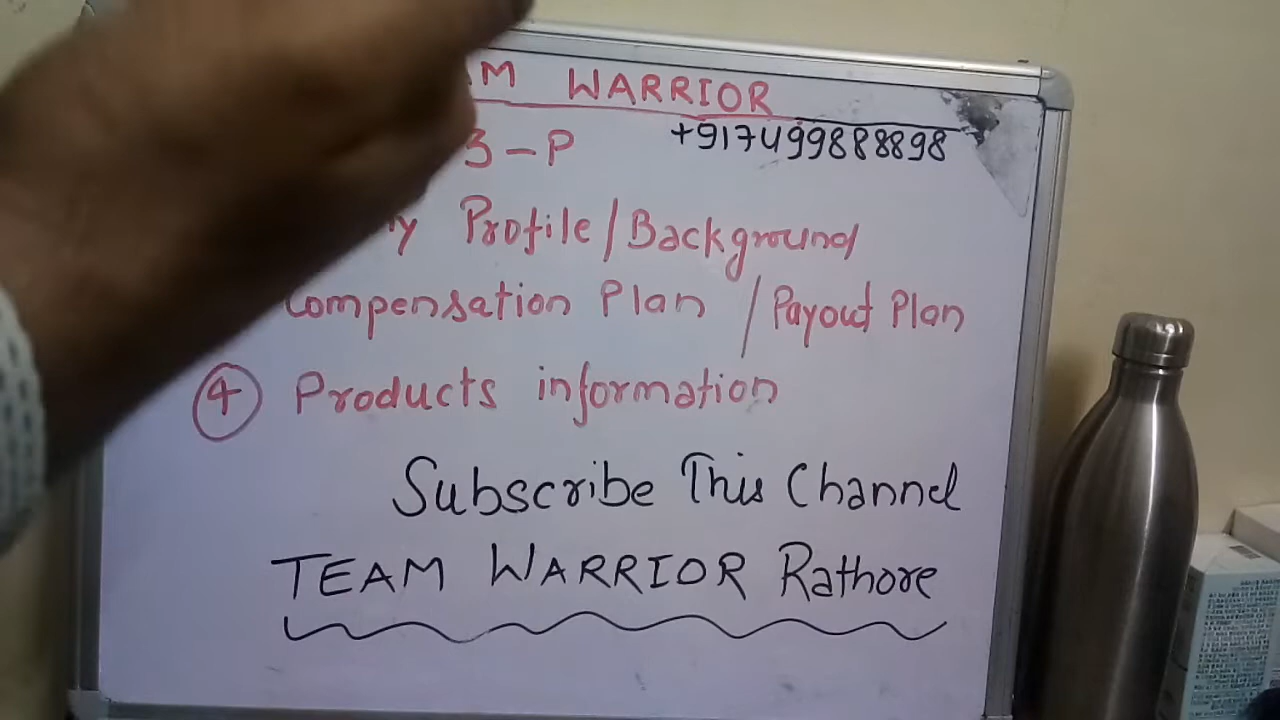 WARRIOR
3-P +917499888898
Profile/Background
Compensation Plan / Payout Plan
4 Products information
Subscribe This Channel
TEAM WARRIOR Rathore